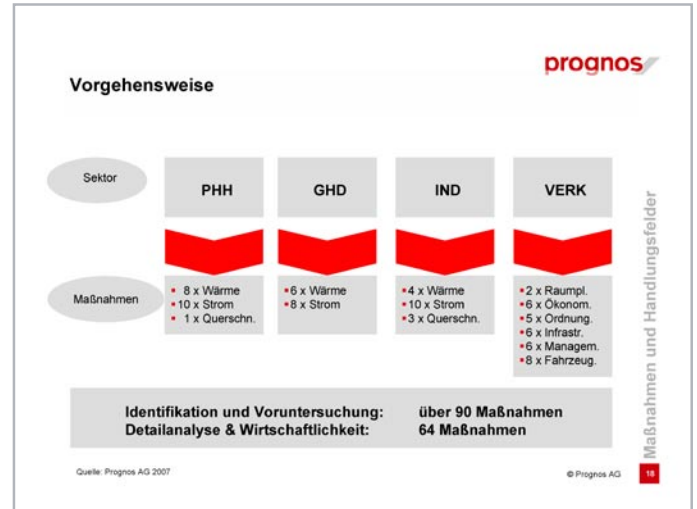 prognos
Vorgehensweise
Sektor
PHH
GHD
IND
VERK
Maßnahmen
8 x Wärme
10 x Strom
1 x Querschn.
6 x Wärme
8 x Strom
4 x Wärme
10 x Strom
3 x Querschn.
2 x Raumpl.
6 x Ökonom.
5 x Ordnung.
6 x Infrastr.
6 x Managem.
8 x Fahrzeug.
Identifikation und Voruntersuchung: über 90 Maßnahmen
Detailanalyse & Wirtschaftlichkeit: 64 Maßnahmen
Maßnahmen und Handlungsfelder
Quelle: Prognos AG 2007
© Prognos AG
18